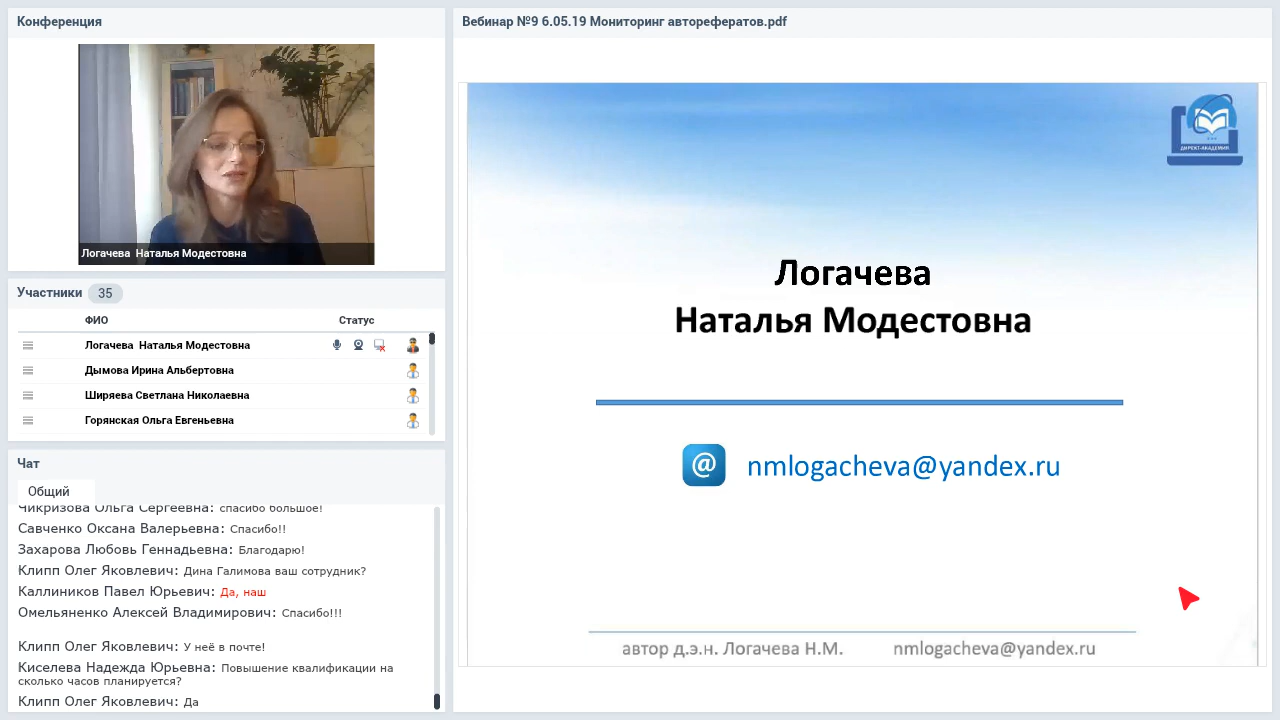 Конференция
Логачева  Наталья Модестовна
Участники 35
ФИО Статус
Логачева  Наталья Модестовна
Дымова Ирина Альбертовна
Ширяева Светлана Николаевна
Горянская Ольга Евгеньевна
Чат
Общий
Чикризова Ольга Сергеевна: спасибо большое!
Савченко Оксана Валерьевна: Спасибо!!
Захарова Любовь Геннадьевна: Благодарю!
Клипп Олег Яковлевич: Дина Галимова ваш сотрудник?
Каллиников Павел Юрьевич: Да, наш
Омельяненко Алексей Владимирович: Спасибо!!!
Клипп Олег Яковлевич: У неё в почте!
Киселева Надежда Юрьевна: Повышение квалификации на
сколько часов планируется?
Клипп Олег Яковлевич: Да
Вебинар №9 6.05.19 Мониторинг авторефератов.pdf
ДИРЕКТ-АКАДЕМИЯ
Логачева
Наталья Модестовна
@ nmlogacheva@yandex.ru
автор д.э.н. Логачева Н.М. nmlogacheva@yandex.ru